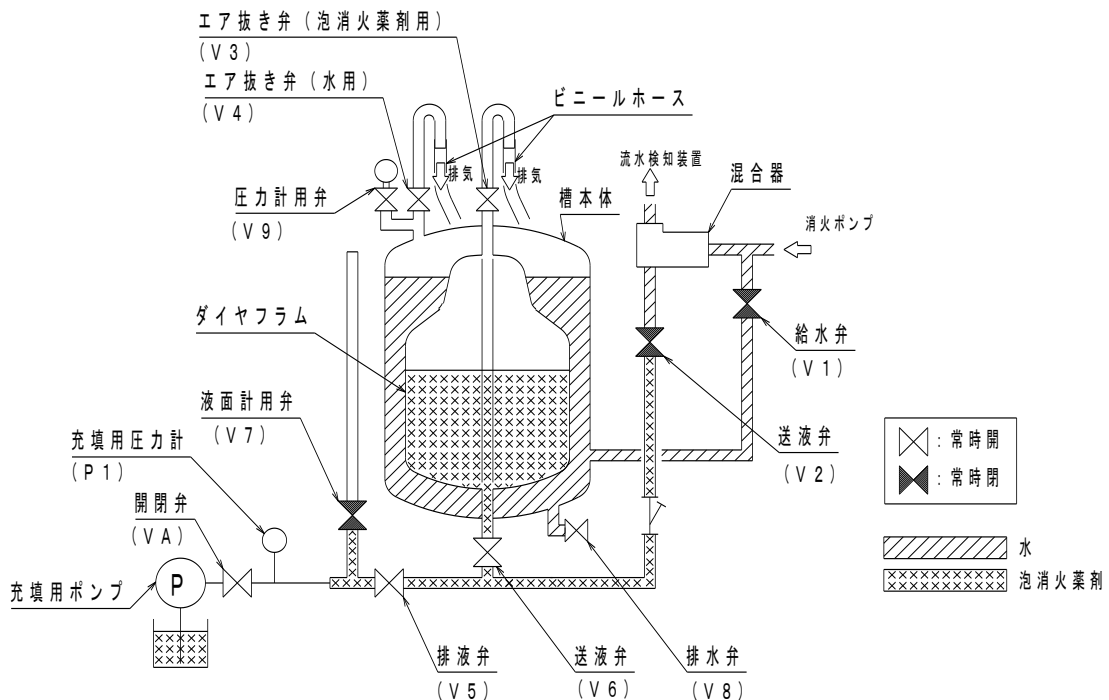 エア抜き弁（泡消火薬剤用）
（Ｖ３）
エア抜き弁（水用）
（Ｖ４）
ビニールホース
排気
排気
流水検知装置
混合器
圧力計用弁
（Ｖ９）
槽本体
消火ポンプ
ダイヤフラム
給水弁
（Ｖ１）
液面計用弁
（Ｖ７）
充填用圧力計
（Ｐ１）
送液弁
（Ｖ２）
：常時開
：常時閉
開閉弁
（ＶＡ）
水
泡消火薬剤
充填用ポンプ
P
排液弁
（Ｖ５）
送液弁
（Ｖ６）
排水弁
（Ｖ８）